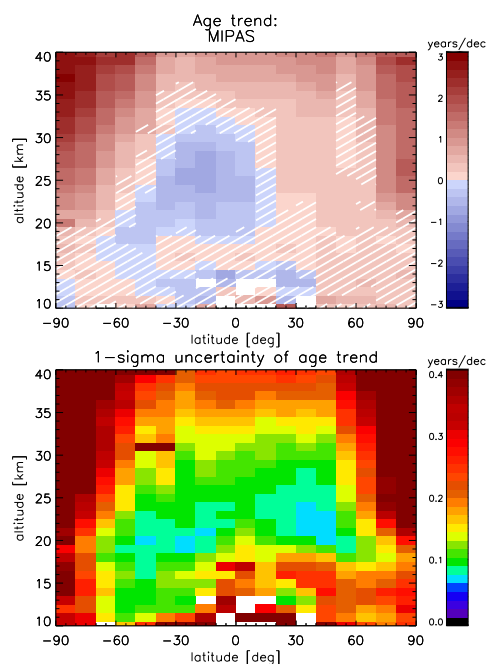 Age trend:
MIPAS
years/dec
40
35
30
25
20
15
10
altitude [km]
3
2
1
0
−1
−2
−3
−90 −60 −30 0 30 60 90
latitude [deg]
1−sigma uncertainty of age trend
years/dec
40
35
30
25
20
15
10
altitude [km]
0.4
0.3
0.2
0.1
0.0
−90 −60 −30 0 30 60 90
latitude [deg]